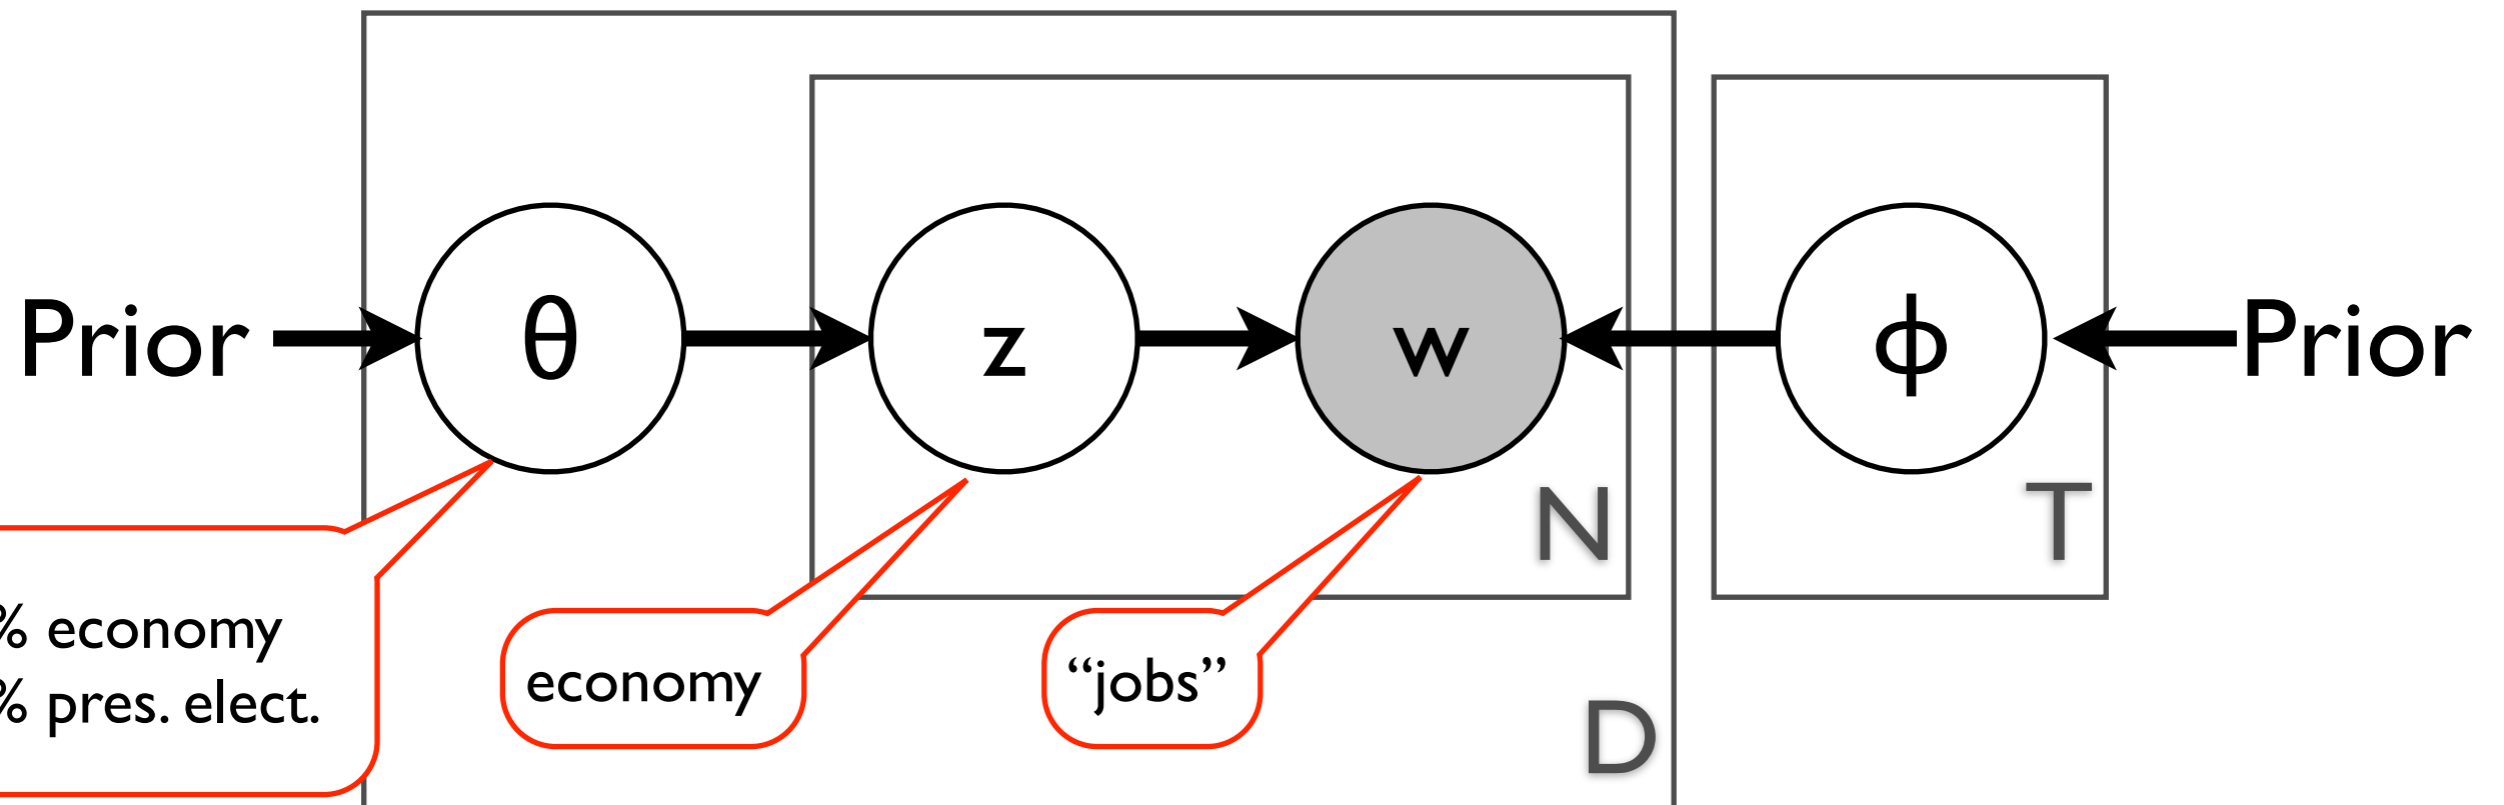 Prior θ z w ϕ Prior
N T
% economy
% pres. elect.
economy “jobs”
D